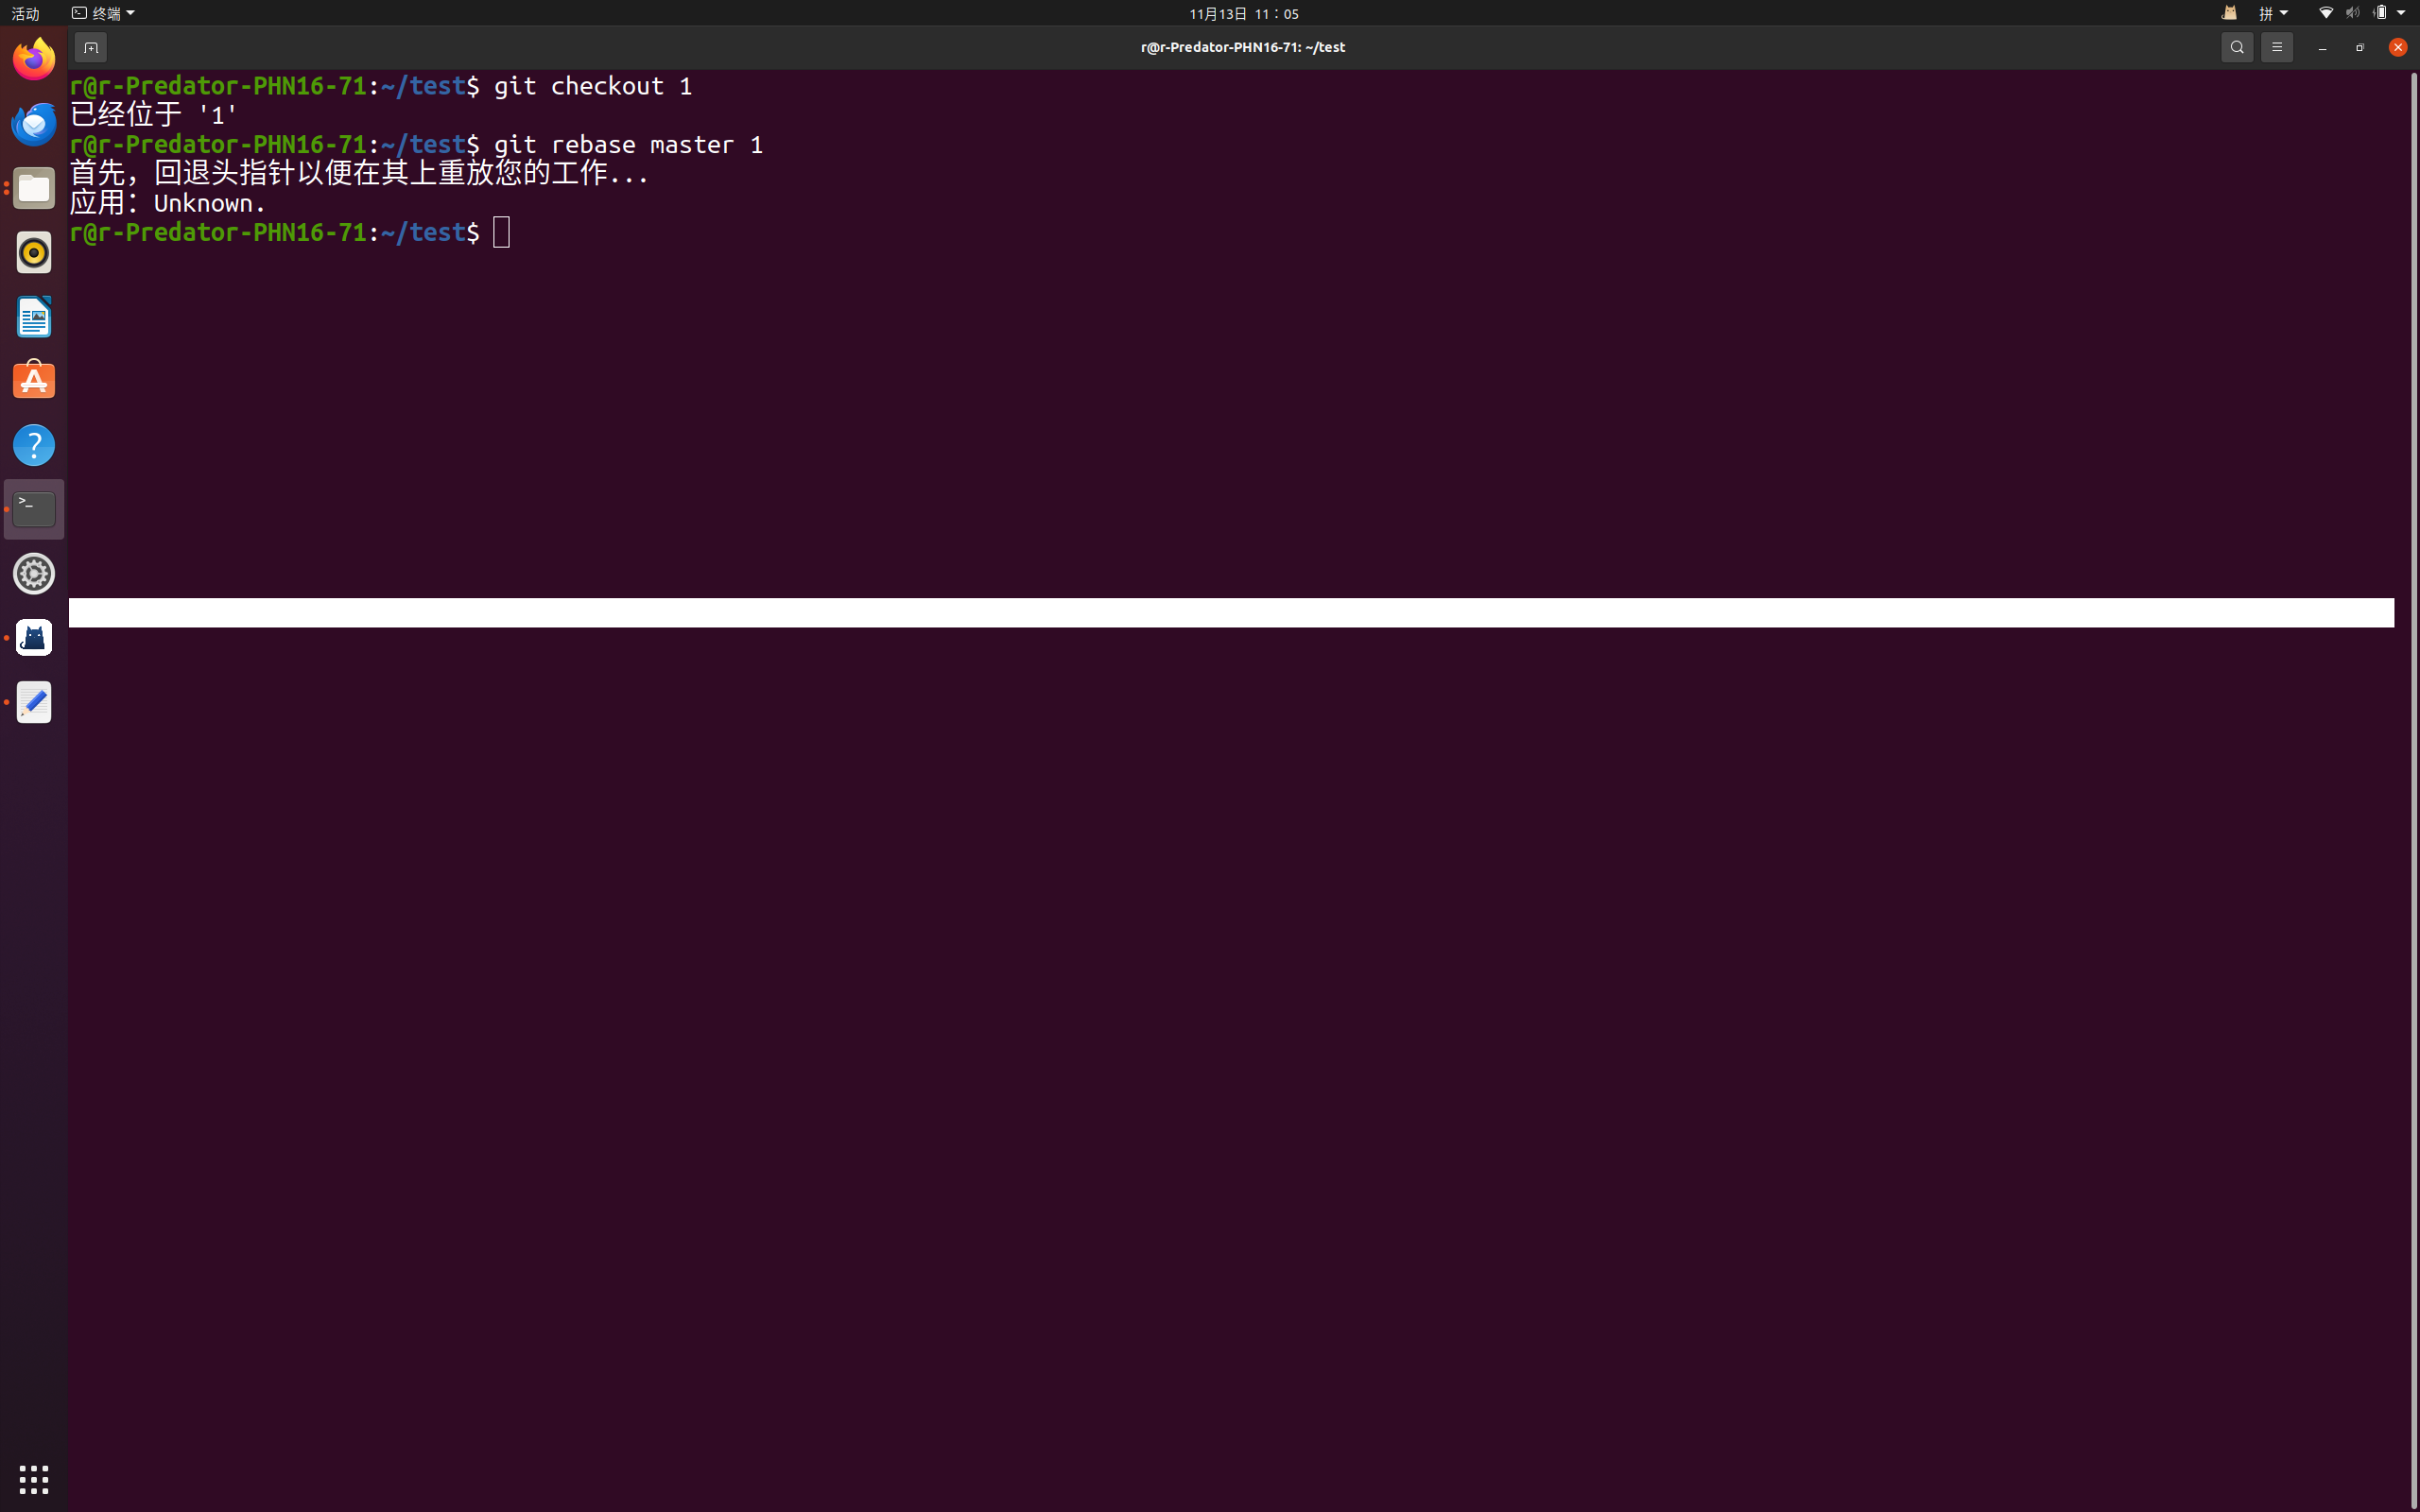 活动 终端 11月13日 11：05 拼
r@r-Predator-PHN16-71: ~/test
r@r-Predator-PHN16-71:~/test$ git checkout 1
已经位于 '1'
r@r-Predator-PHN16-71:~/test$ git rebase master 1
首先，回退头指针以便在其上重放您的工作...
应用：Unknown.
r@r-Predator-PHN16-71:~/test$